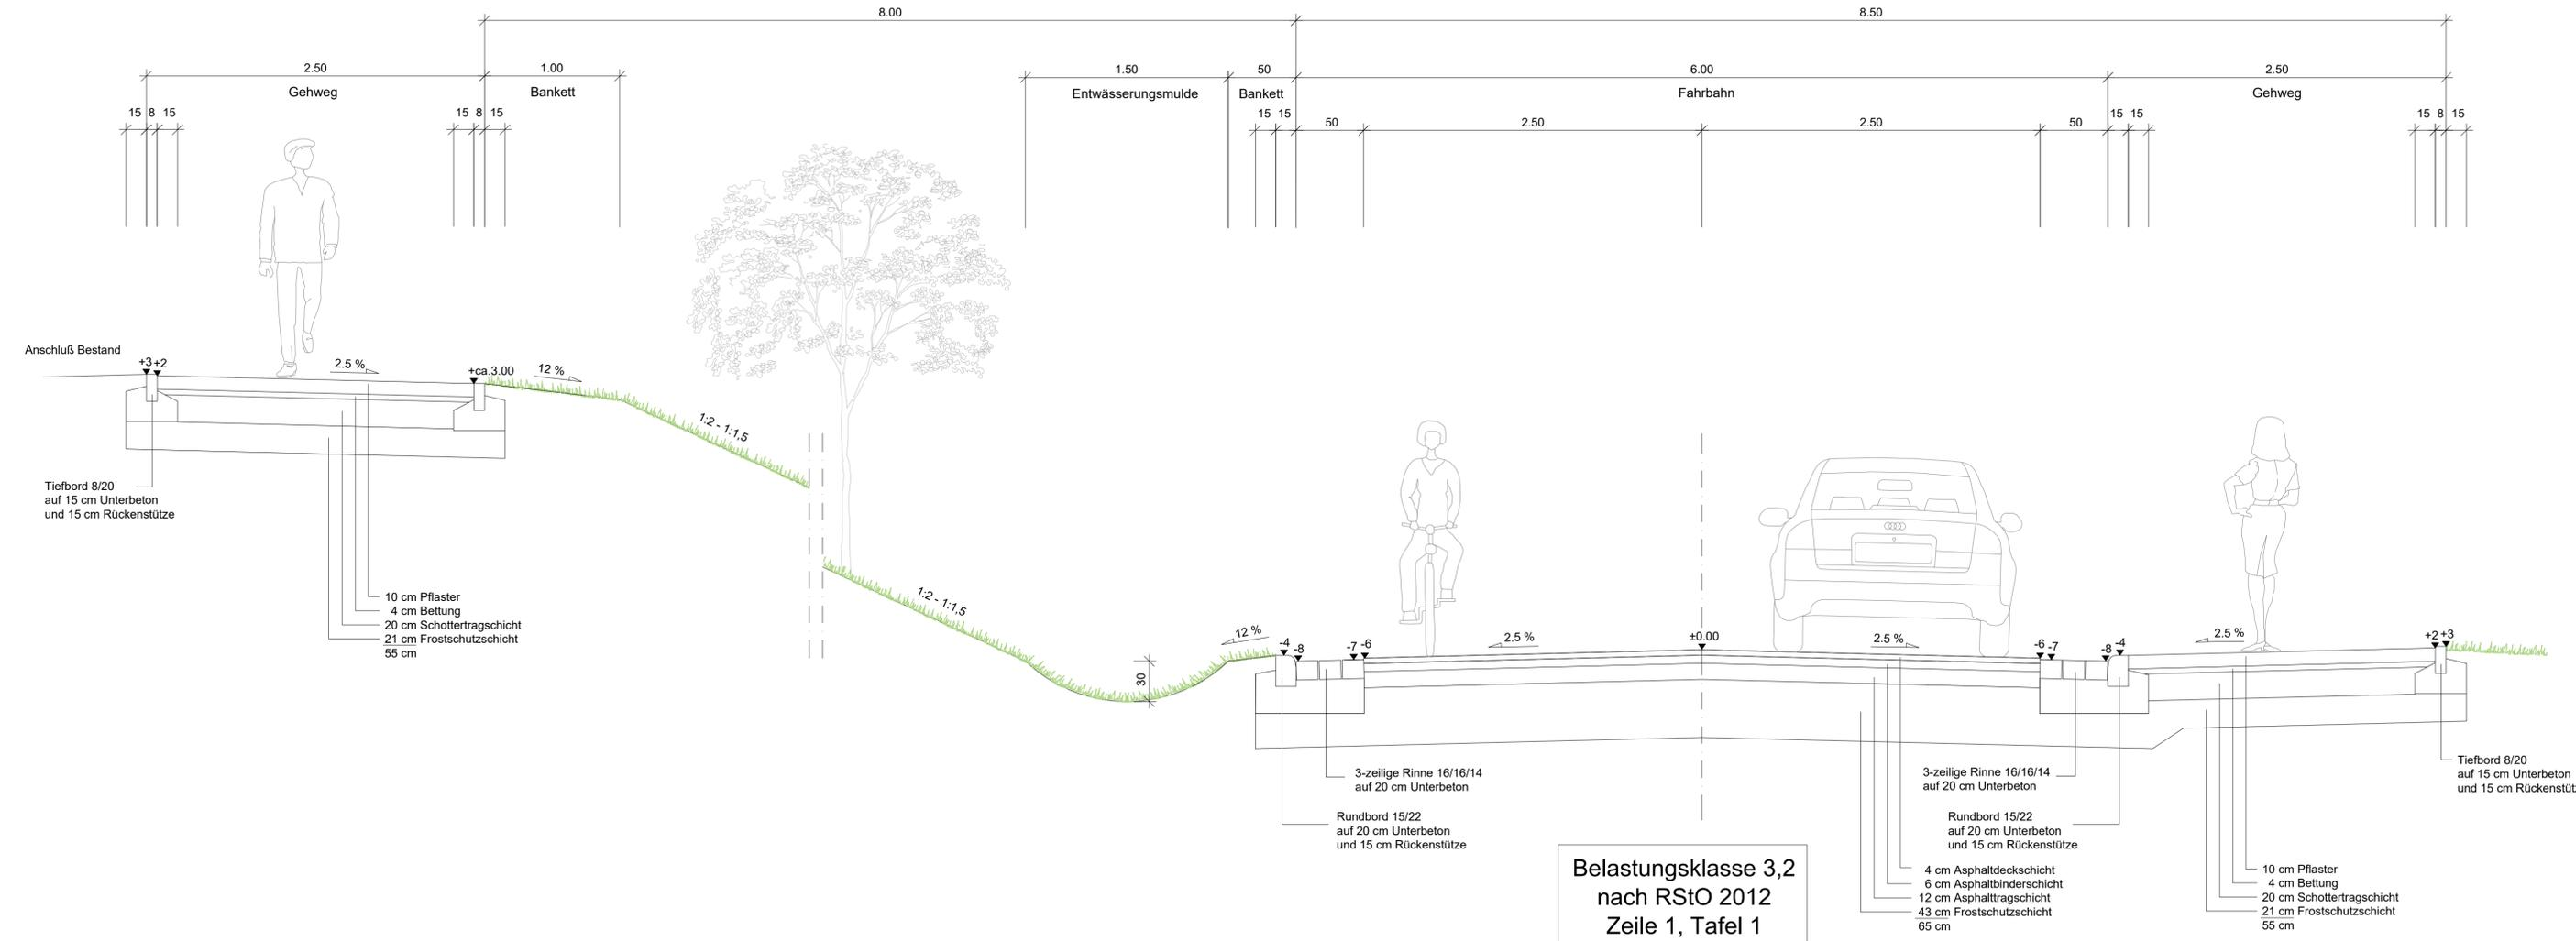 8.00
8.50
2.50
1.00
1.50
50
6.00
2.50
Gehweg
Bankett
Entwässerungsmulde
Bankett
Fahrbahn
Gehweg
15 8 15
15 8 15
15 15
50
2.50
2.50
50
15 15
15 8 15
Anschluß Bestand
+3 +2
2.5 %
+ca.3.00
12 %
1:2 - 1:1,5
1:2 - 1:1,5
30
12 %
-4
-8
-7 -6
2.5 %
±0.00
2.5 %
-6 -7
-8
-4
2.5 %
+2 +3
Tiefbord 8/20
auf 15 cm Unterbeton
und 15 cm Rückenstütze
10 cm Pflaster
4 cm Bettung
20 cm Schottertragschicht
21 cm Frostschutzschicht
55 cm
3-zeilige Rinne 16/16/14
auf 20 cm Unterbeton
Rundbord 15/22
auf 20 cm Unterbeton
und 15 cm Rückenstütze
Belastungsklasse 3,2
nach RStO 2012
Zeile 1, Tafel 1
3-zeilige Rinne 16/16/14
auf 20 cm Unterbeton
Rundbord 15/22
auf 20 cm Unterbeton
und 15 cm Rückenstütze
4 cm Asphaltdeckschicht
6 cm Asphaltbinderschicht
12 cm Asphalttragschicht
43 cm Frostschutzschicht
65 cm
Tiefbord 8/20
auf 15 cm Unterbeton
und 15 cm Rückenstüt
10 cm Pflaster
4 cm Bettung
20 cm Schottertragschicht
21 cm Frostschutzschicht
55 cm